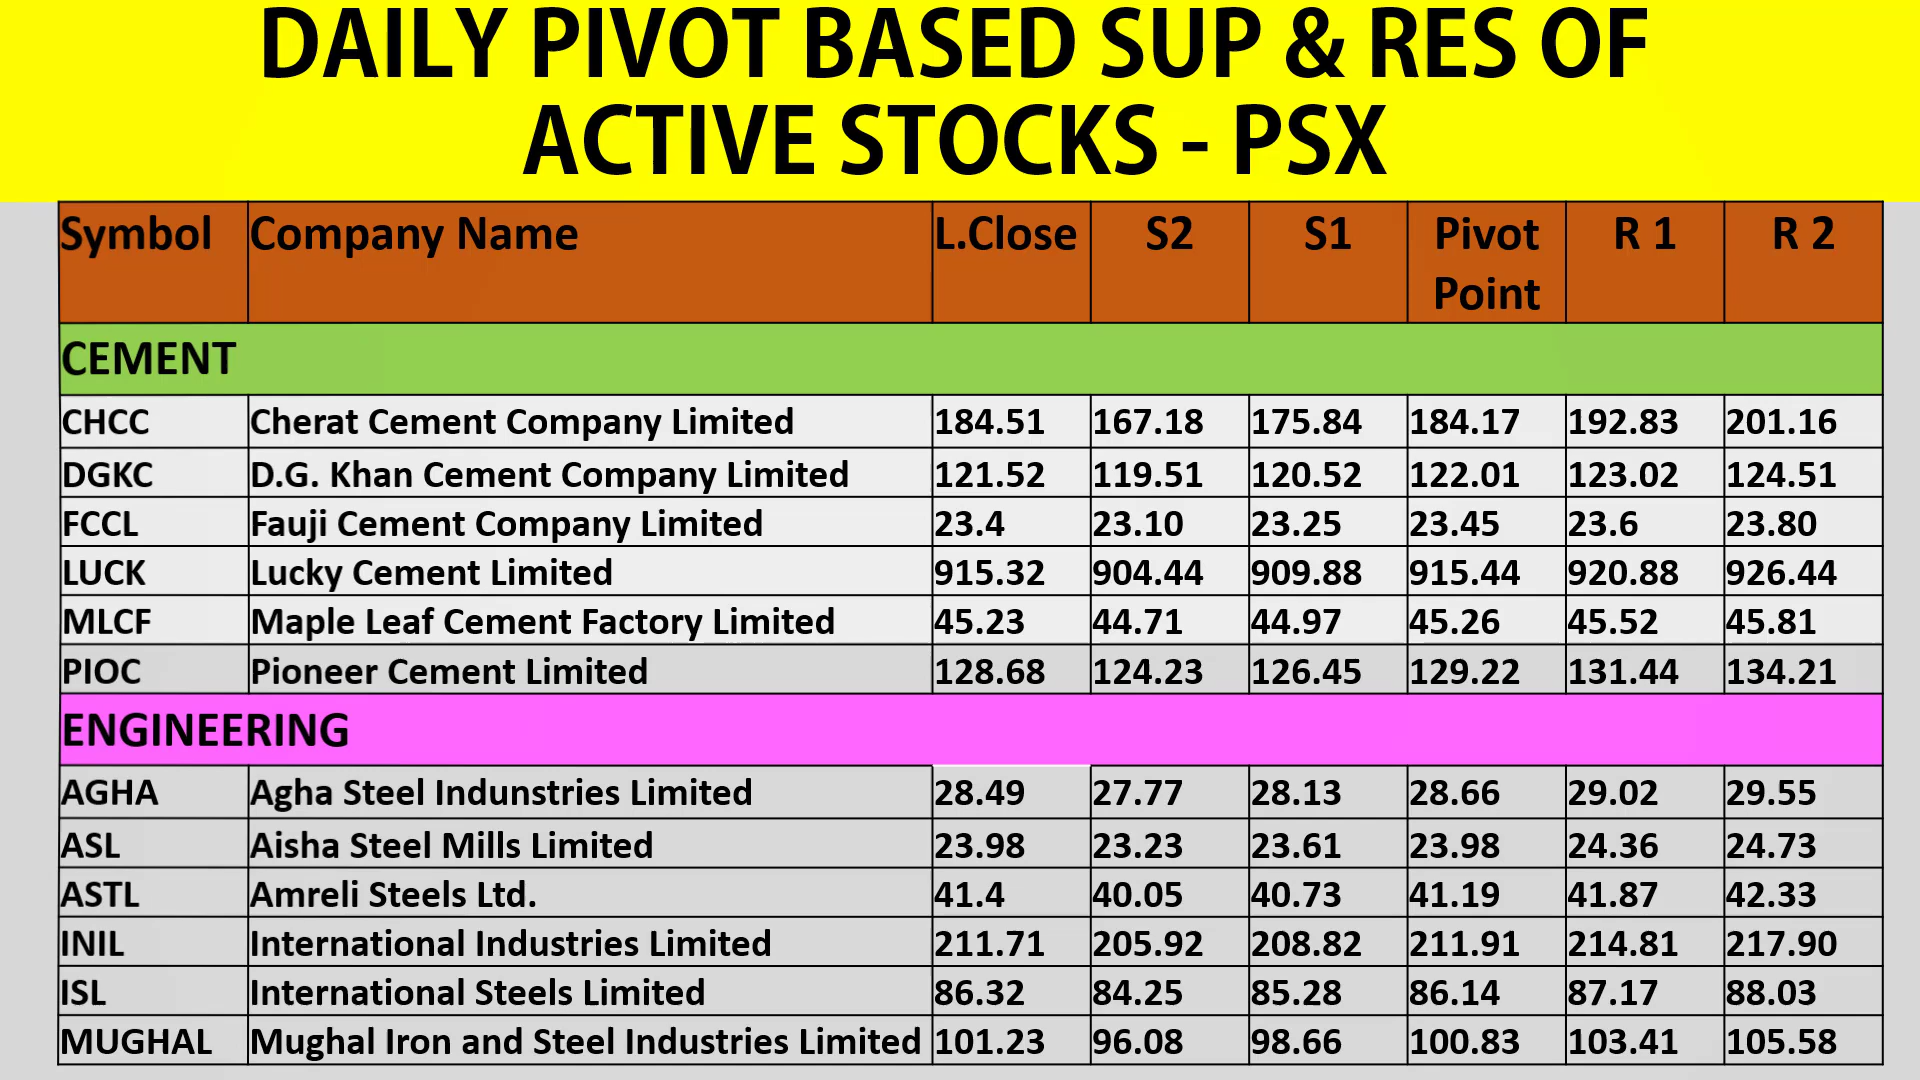 DAILY PIVOT BASED SUP & RES OF
ACTIVE STOCKS - PSX
Symbol Company Name L.Close S2 S1 Pivot Point R 1 R 2
CEMENT
CHCC Cherat Cement Company Limited 184.51 167.18 175.84 184.17 192.83 201.16
DGKC D.G. Khan Cement Company Limited 121.52 119.51 120.52 122.01 123.02 124.51
FCCL Fauji Cement Company Limited 23.4 23.10 23.25 23.45 23.6 23.80
LUCK Lucky Cement Limited 915.32 904.44 909.88 915.44 920.88 926.44
MLCF Maple Leaf Cement Factory Limited 45.23 44.71 44.97 45.26 45.52 45.81
PIOC Pioneer Cement Limited 128.68 124.23 126.45 129.22 131.44 134.21
ENGINEERING
AGHA Agha Steel Indunstries Limited 28.49 27.77 28.13 28.66 29.02 29.55
ASL Aisha Steel Mills Limited 23.98 23.23 23.61 23.98 24.36 24.73
ASTL Amreli Steels Ltd. 41.4 40.05 40.73 41.19 41.87 42.33
INIL International Industries Limited 211.71 205.92 208.82 211.91 214.81 217.90
ISL International Steels Limited 86.32 84.25 85.28 86.14 87.17 88.03
MUGHAL Mughal Iron and Steel Industries Limited 101.23 96.08 98.66 100.83 103.41 105.58